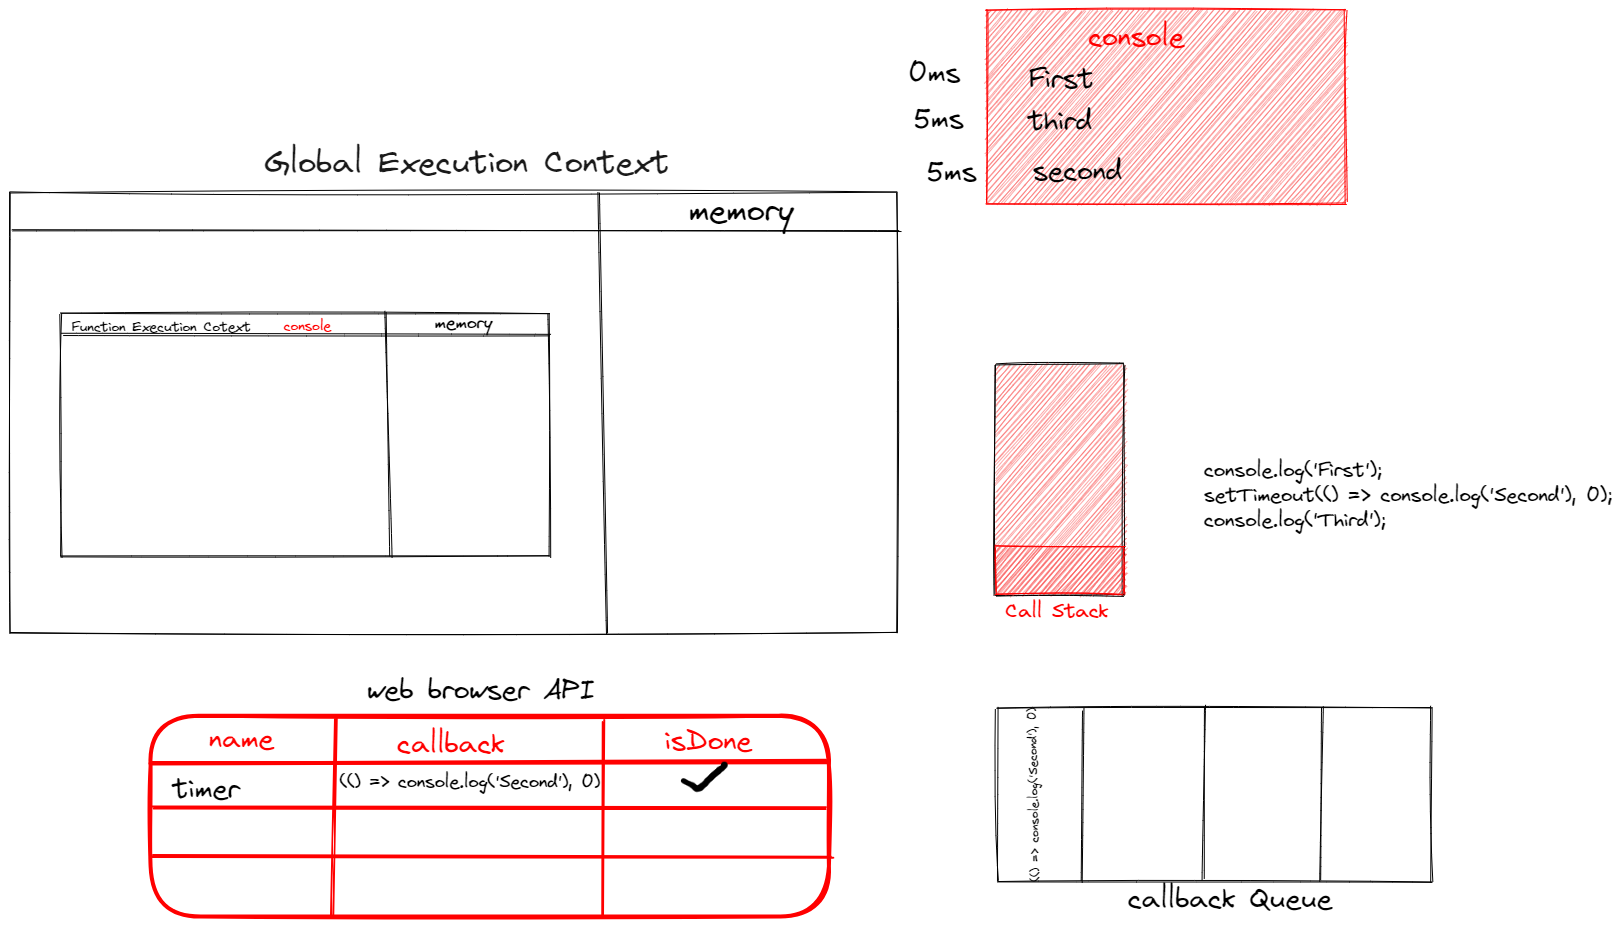 console
0ms First
5ms third
5ms second
Global Execution Context
memory
Function Execution Cotext console memory
console.log('First');
setTimeout(() => console.log('Second'), 0);
console.log('Third');
Call Stack
web browser API
name callback isDone
timer (() => console.log('Second'), 0)
(() => console.log('Second'), 0)
callback Queue